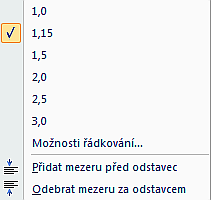 1,0
1,15
1,5
2,0
2,5
3,0
Možnosti řádkování...
Přidat mezeru před odstavec
Odebrat mezeru za odstavcem